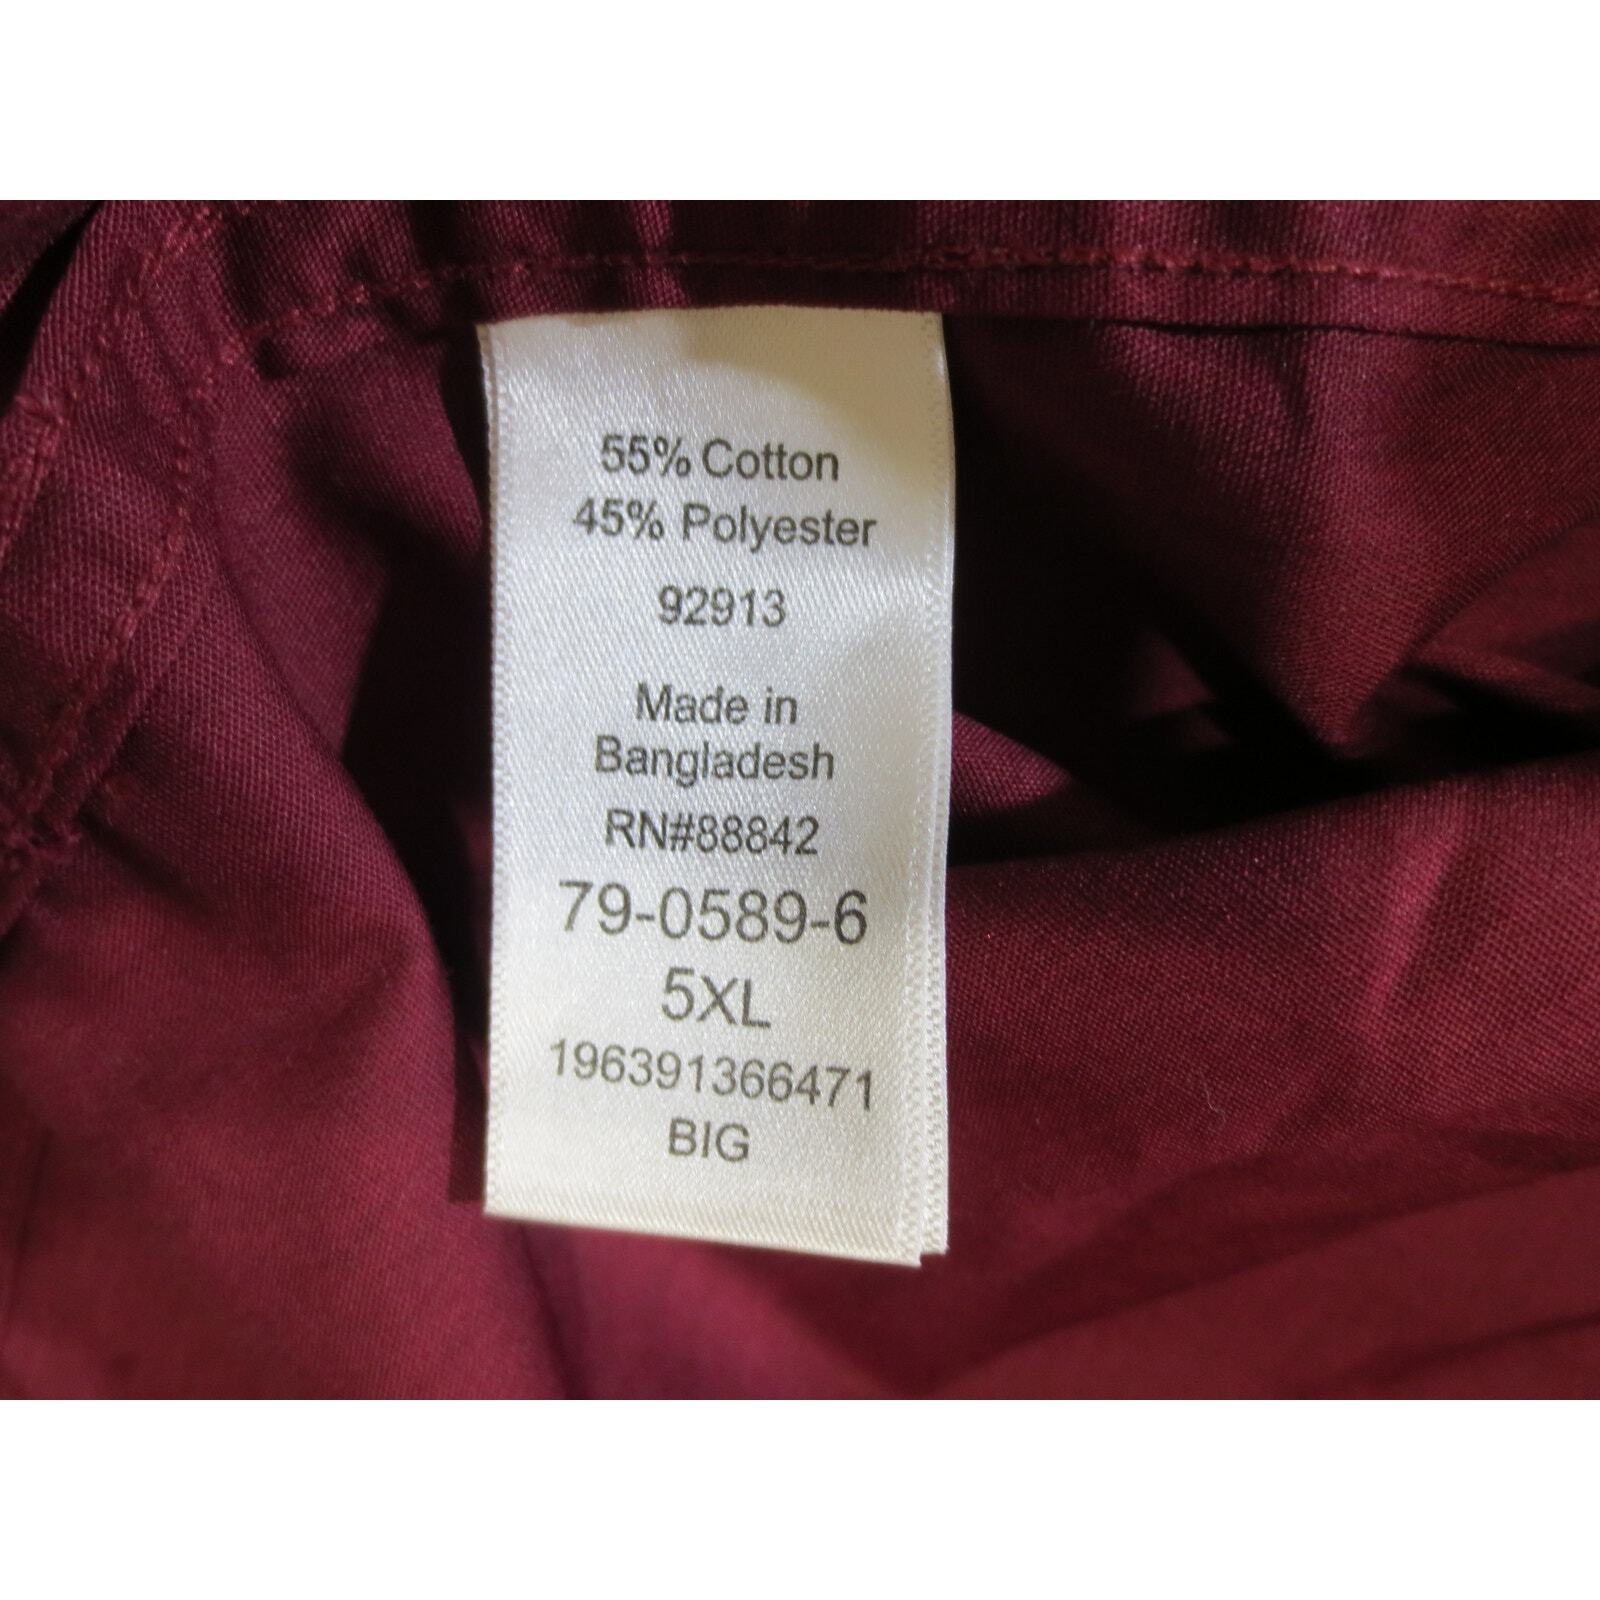 55% Cotton
45% Polyester
92913
Made in
Bangladesh
RN#88842
79-0589-6
5XL
196391366471
BIG